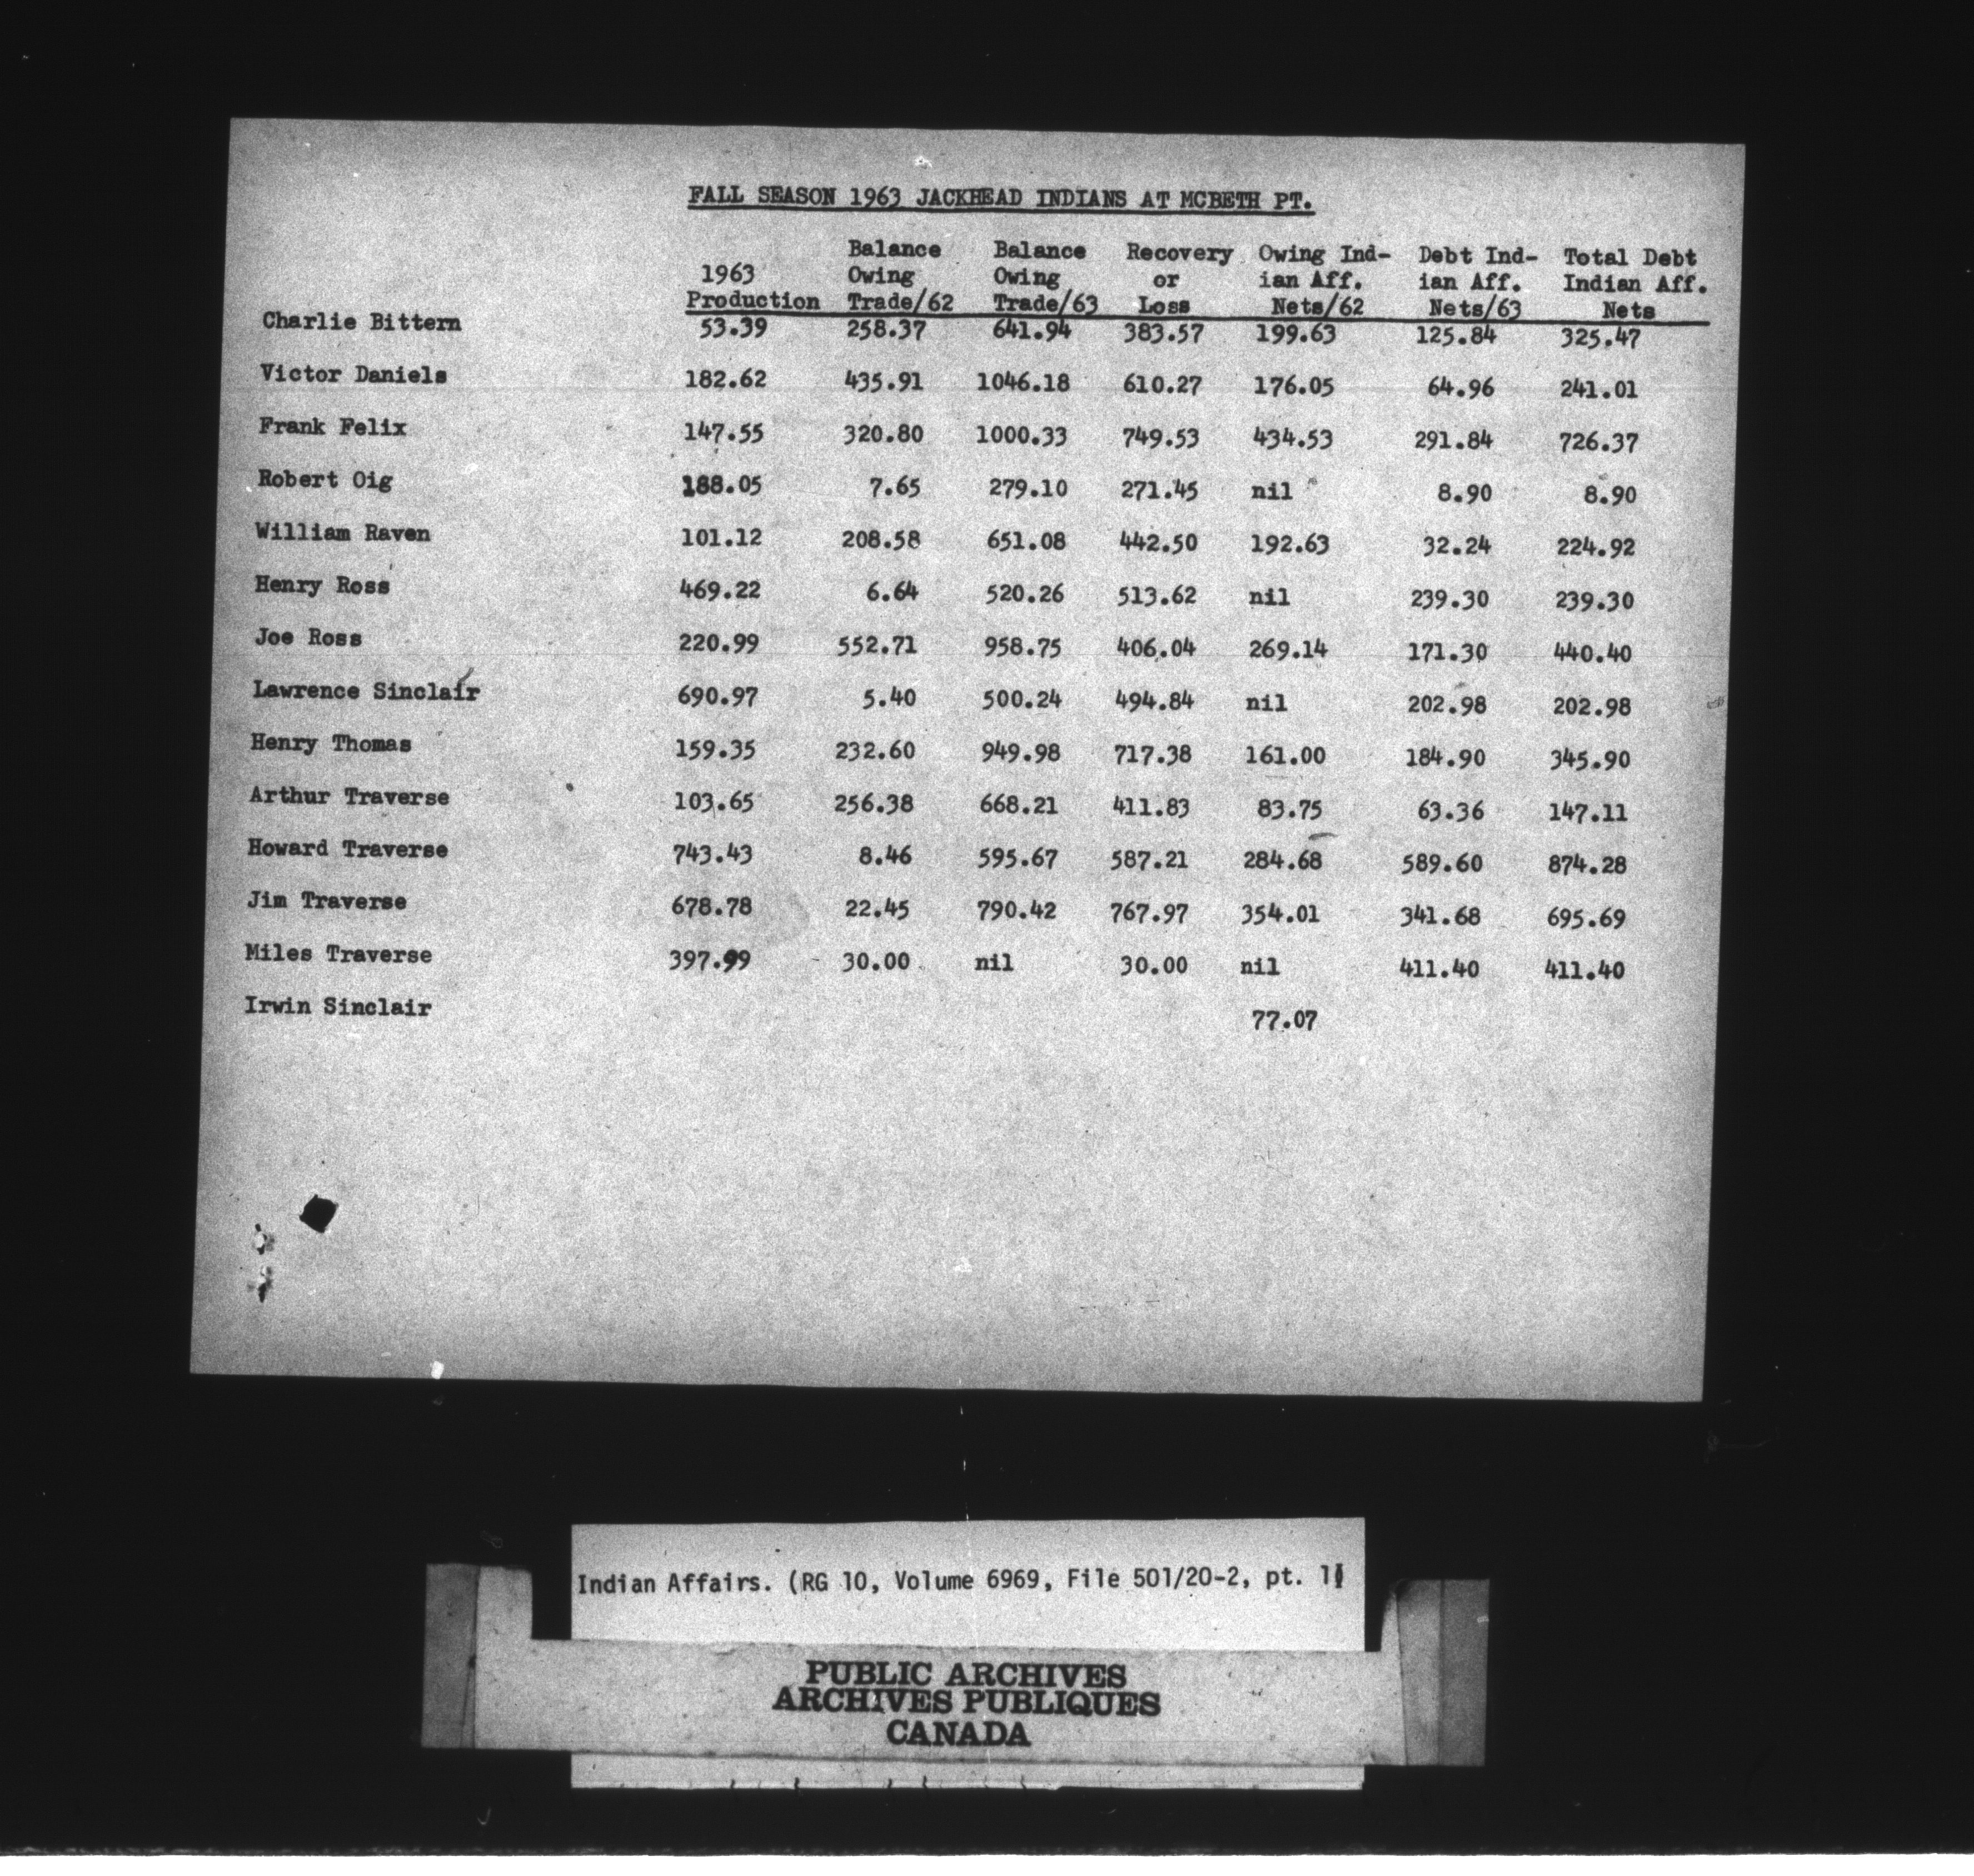 FALL SEASON 1963 JACKHEAD INDIANS AT MCBETH PT.
Balance Balance Recovery Owing Ind- Debt Ind- Total Debt
1963 Owing Owing or ian Aff. ian Aff. Indian Aff.
Production Trade/62 Trade/63 Loss Nets/62 Nets/63 Nets
Charlie Bittern 53.39 258.37 641.94 383.57 199.63 125.84 325.47
Victor Daniels 182.62 435.91 1046.18 610.27 176.05 64.96 241.01
Frank Felix 147.55 320.80 1000.33 749.53 434.53 291.84 726.37
Robert Oig 188.05 7.65 279.10 271.45 nil 8.90 8.90
William Raven 101.12 208.58 651.08 442.50 192.63 32.24 224.92
Henry Ross 469.22 6.64 520.26 513.62 nil 239.30 239.30
Joe Ross 220.99 552.71 958.75 406.04 269.14 171.30 440.40
Lawrence Sinclair 690.97 5.40 500.24 494.84 nil 202.98 202.98
Henry Thomas 159.35 232.60 949.98 717.38 161.00 184.90 345.90
Arthur Traverse 103.65 256.38 668.21 411.83 83.75 63.36 147.11
Howard Traverse 743.43 8.46 595.67 587.21 284.68 589.60 874.28
Jim Traverse 678.78 22.45 790.42 767.97 354.01 341.68 695.69
Miles Traverse 397.99 30.00 nil 30.00 nil 411.40 411.40
Irwin Sinclair 77.07
Indian Affairs. (RG 10, Volume 6969, File 501/20-2, pt. 1)
PUBLIC ARCHIVES
ARCHIVES PUBLIQUES
CANADA